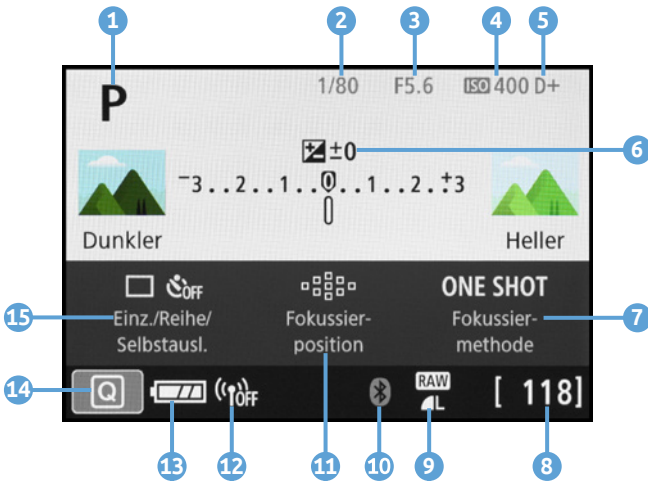 1 2 3 4 5
P 1/80 F5.6 ISO 400 D+
±0 6
-3..2..1..0..1..2..+3
Dunkler Heller
OFF ONE SHOT
15 Einz./Reihe/ Fokussier- Fokussier- 7
Selbstausl. position methode
14 Q OFF RAW L [ 118]
13 12 11 10 9 8